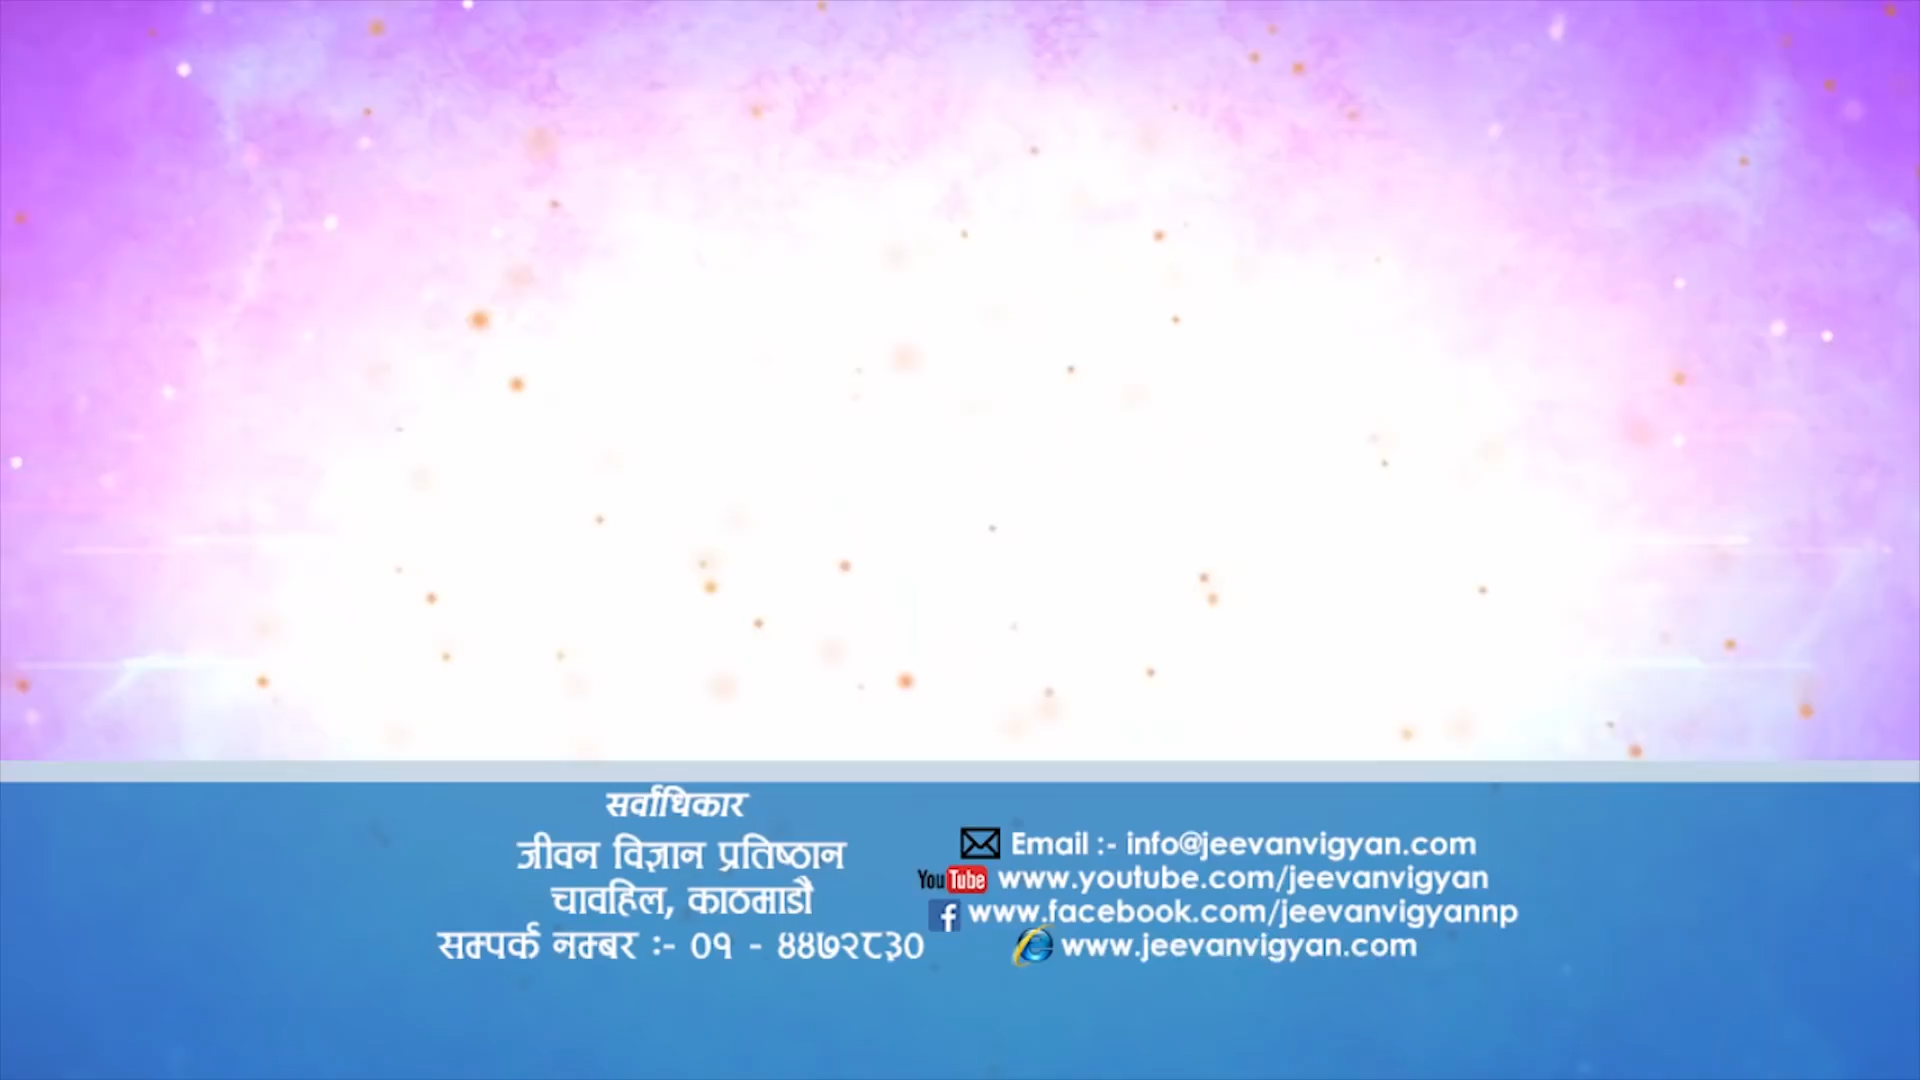 सर्वाधिकार
जीवन विज्ञान प्रतिष्ठान
चावहिल, काठमाडौ
सम्पर्क नम्बर :- ०१ - ४४७२८३०
Email :- info@jeevanvigyan.com
YouTube www.youtube.com/jeevanvigyan
f www.facebook.com/jeevanvigyannp
www.jeevanvigyan.com